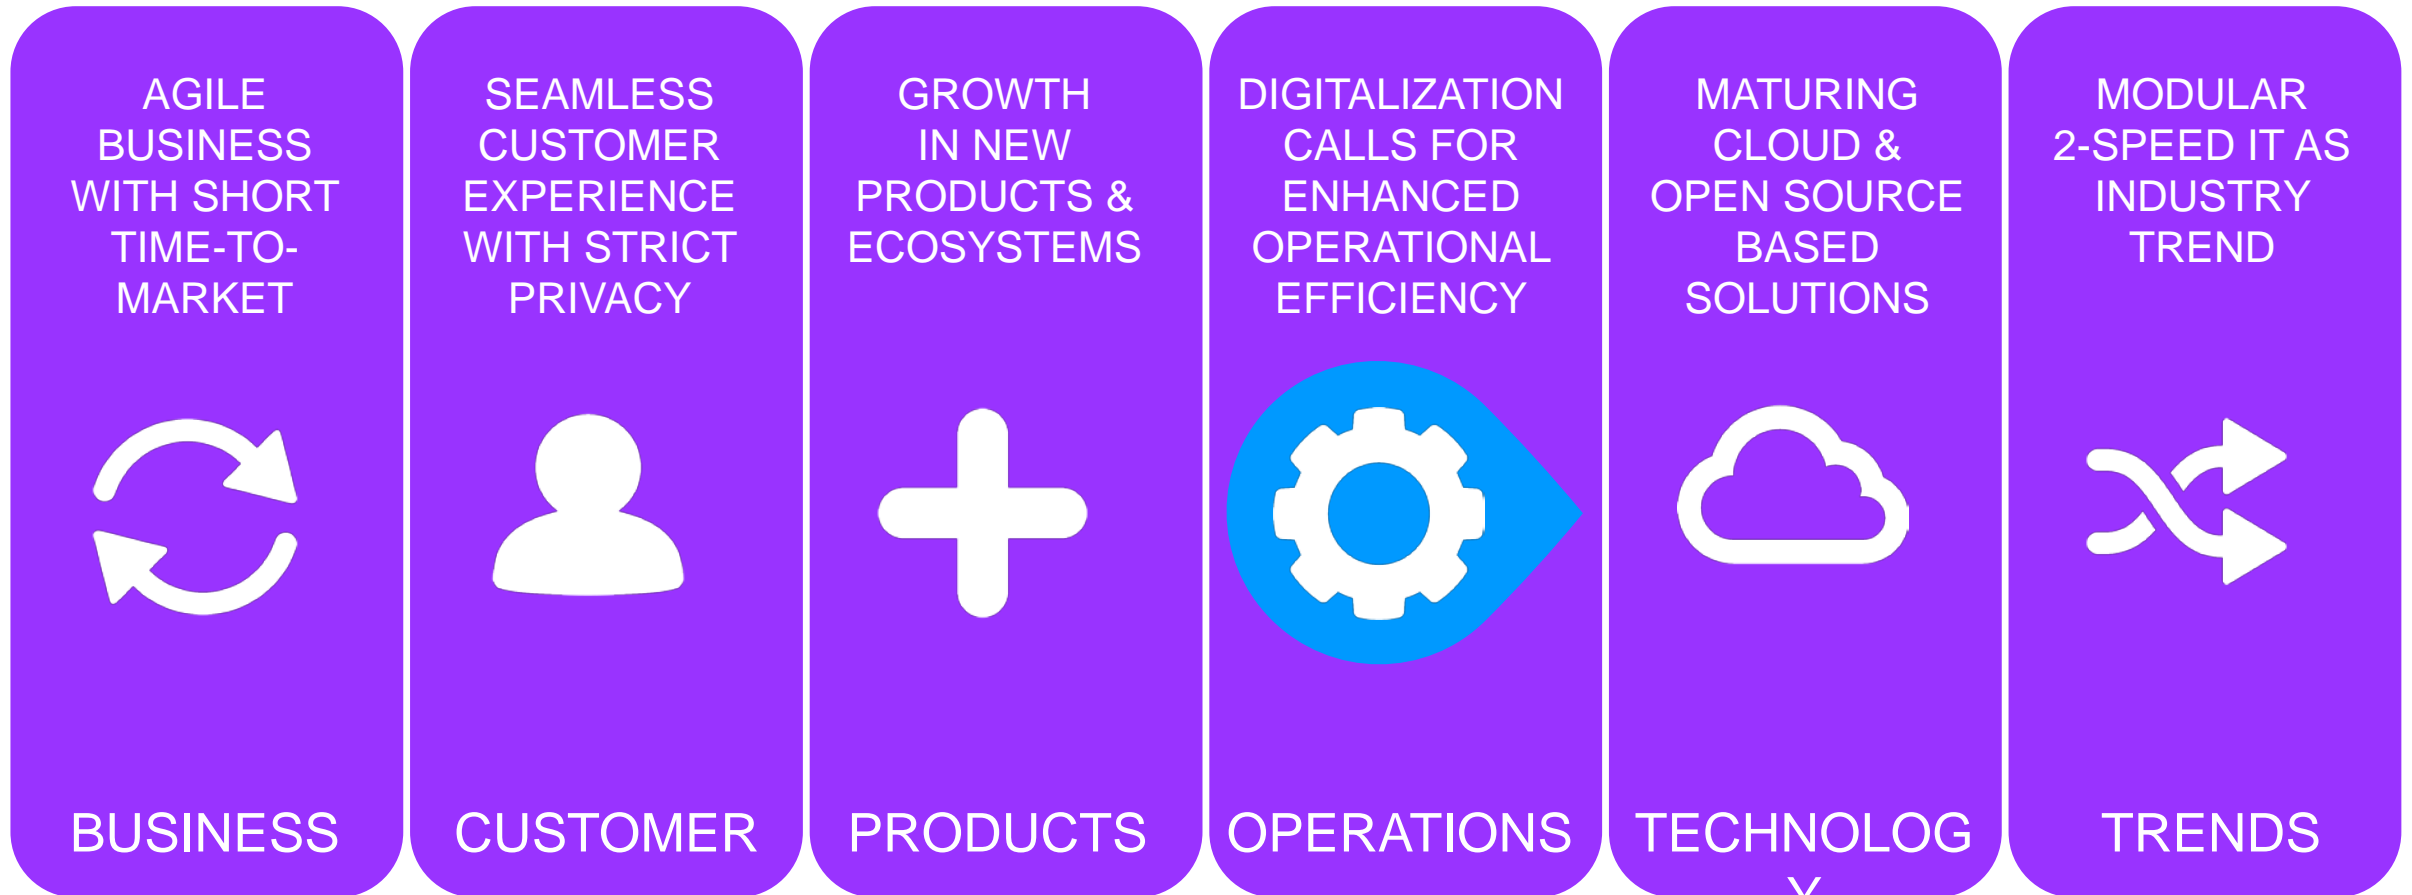 AGILE
BUSINESS
WITH SHORT
TIME-TO-
MARKET
BUSINESS
SEAMLESS
CUSTOMER
EXPERIENCE
WITH STRICT
PRIVACY
CUSTOMER
GROWTH
IN NEW
PRODUCTS &
ECOSYSTEMS
PRODUCTS
DIGITALIZATION
CALLS FOR
ENHANCED
OPERATIONAL
EFFICIENCY
OPERATIONS
MATURING
CLOUD &
OPEN SOURCE
BASED
SOLUTIONS
TECHNOLOG
Y
MODULAR
2-SPEED IT AS
INDUSTRY
TREND
TRENDS